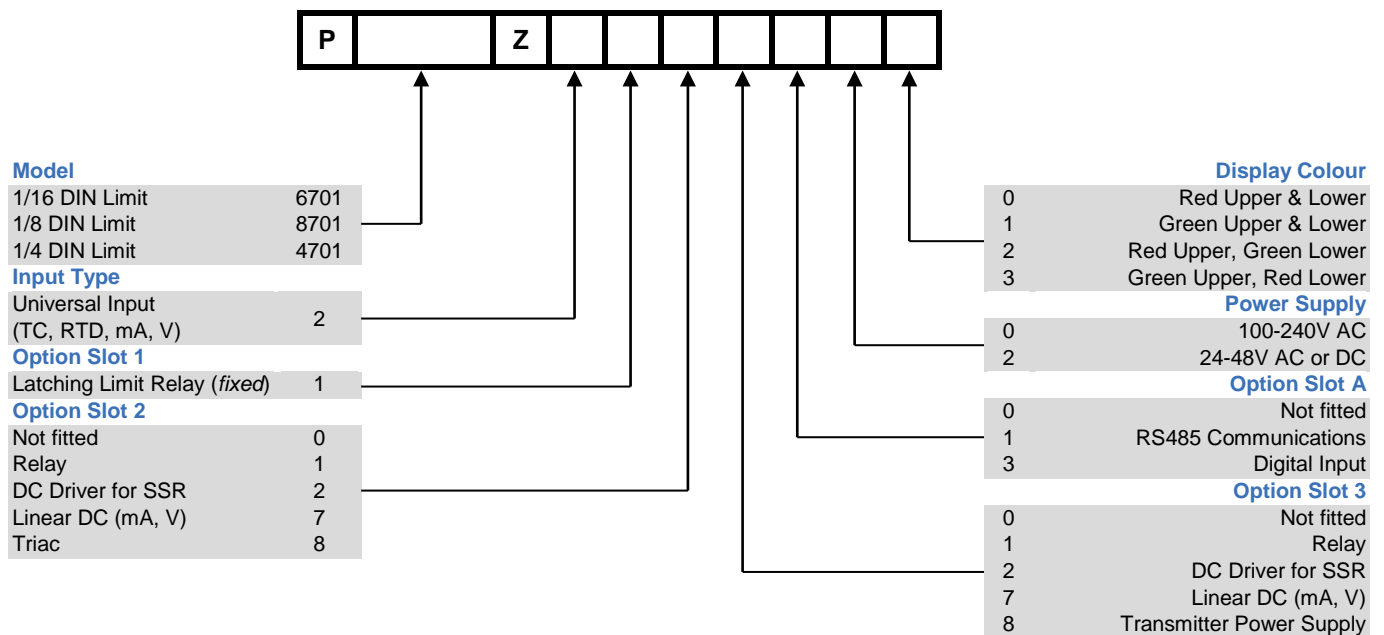 P Z
Model
1/16 DIN Limit 6701
1/8 DIN Limit 8701
1/4 DIN Limit 4701
Input Type
Universal Input
(TC, RTD, mA, V) 2
Option Slot 1
Latching Limit Relay (fixed) 1
Option Slot 2
Not fitted 0
Relay 1
DC Driver for SSR 2
Linear DC (mA, V) 7
Triac 8
Display Colour
0 Red Upper & Lower
1 Green Upper & Lower
2 Red Upper, Green Lower
3 Green Upper, Red Lower
Power Supply
0 100-240V AC
2 24-48V AC or DC
Option Slot A
0 Not fitted
1 RS485 Communications
3 Digital Input
Option Slot 3
0 Not fitted
1 Relay
2 DC Driver for SSR
7 Linear DC (mA, V)
8 Transmitter Power Supply